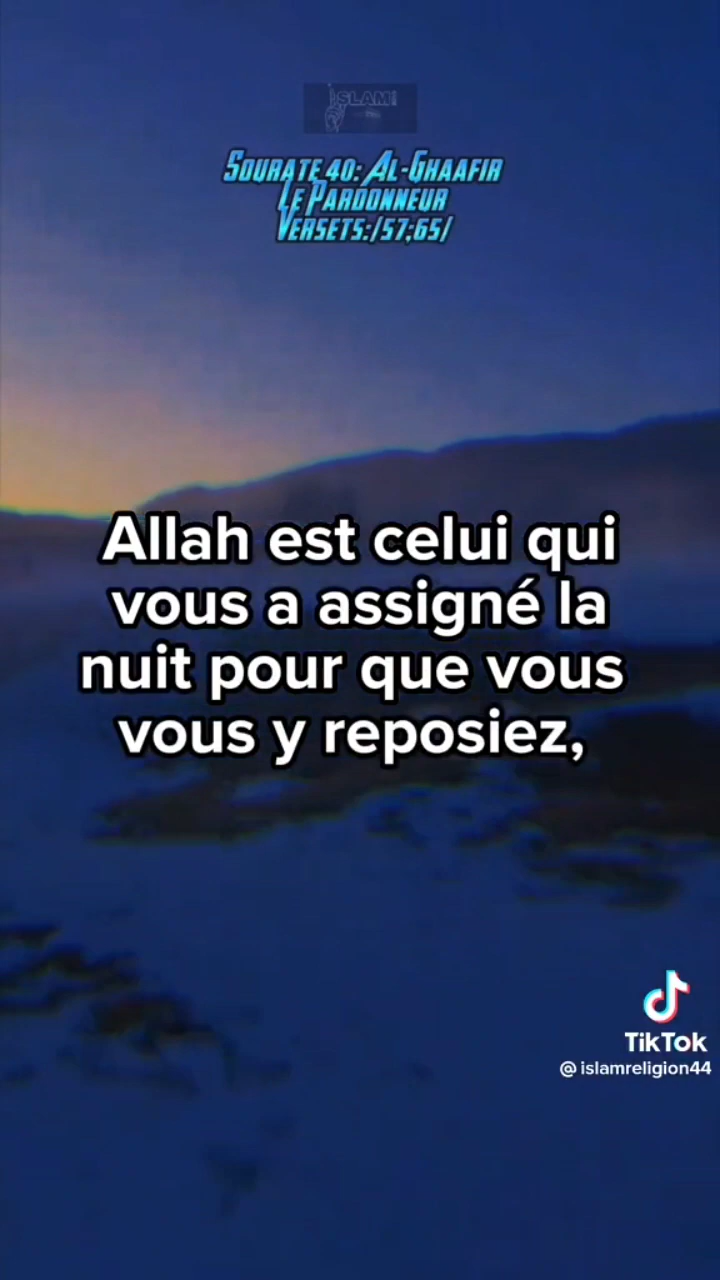 ISLAM
SOURATE 40: AL-GHAAFIR
LE PARDONNEUR
VERSETS:/57;65/
Allah est celui qui
vous a assigné la
nuit pour que vous
vous y reposiez,
TikTok
@islamreligion44